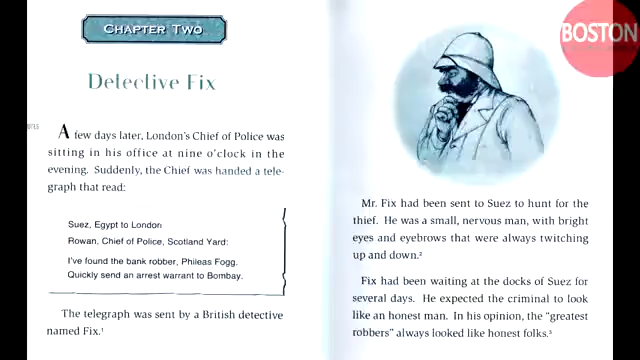 CHAPTER TWO
Detective Fix
A few days later, London's Chief of Police was
sitting in his office at nine o'clock in the
evening. Suddenly, the Chief was handed a tele-
graph that read:
Suez, Egypt to London
Rowan, Chief of Police, Scotland Yard:
I've found the bank robber, Phileas Fogg.
Quickly send an arrest warrant to Bombay.
The telegraph was sent by a British detective
named Fix.¹
BOSTON
Mr. Fix had been sent to Suez to hunt for the
thief. He was a small, nervous man, with bright
eyes and eyebrows that were always twitching
up and down.²
Fix had been waiting at the docks of Suez for
several days. He expected the criminal to look
like an honest man. In his opinion, the "greatest
robbers" always looked like honest folks.³